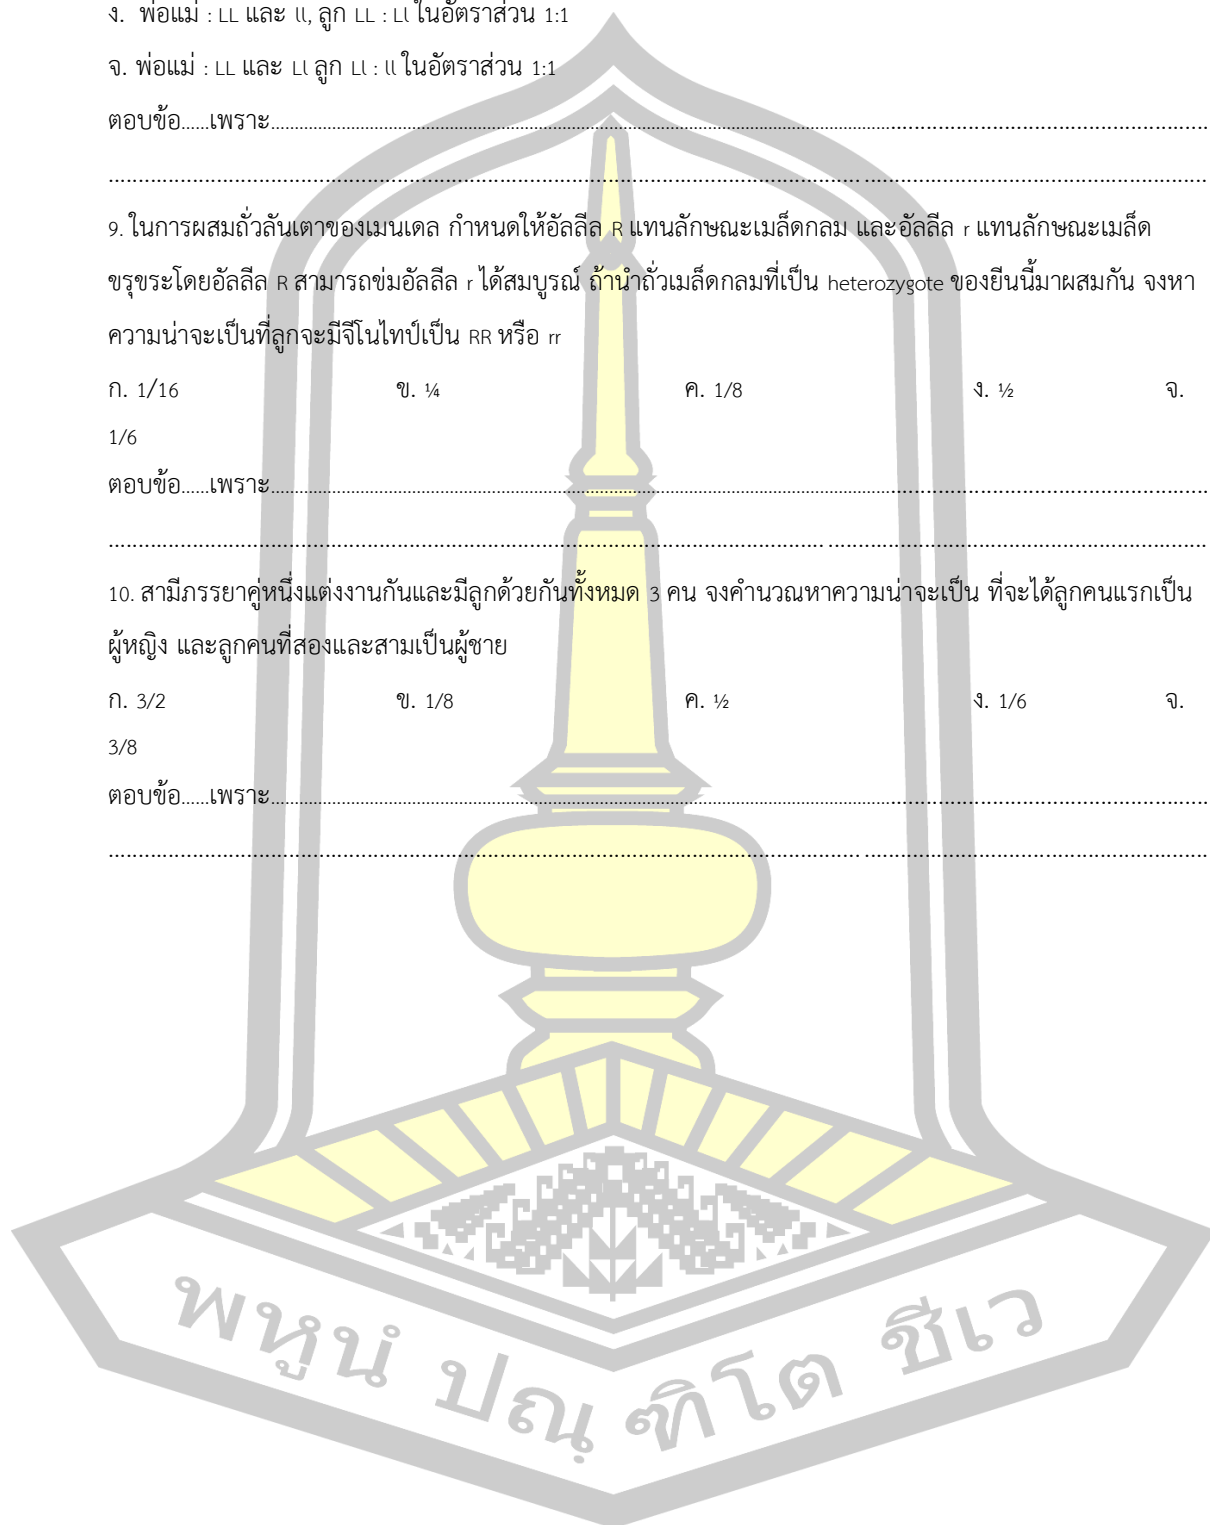 ง. พ่อแม่ : LL และ ll, ลูก LL : Ll ในอัตราส่วน 1:1
จ. พ่อแม่ : LL และ Ll ลูก Ll : ll ในอัตราส่วน 1:1
ตอบข้อ......เพราะ................................................................................
................................................................................
9. ในการผสมถั่วลันเตาของเมนเดล กำหนดให้อัลลีล R แทนลักษณะเมล็ดกลม และอัลลีล r แทนลักษณะเมล็ด
ขรุขระโดยอัลลีล R สามารถข่มอัลลีล r ได้สมบูรณ์ ถ้านำถั่วเมล็ดกลมที่เป็น heterozygote ของยีนนี้มาผสมกัน จงหา
ความน่าจะเป็นที่ลูกจะมีจีโนไทป์เป็น RR หรือ rr
ก. 1/16 ข. ¼ ค. 1/8 ง. ½ จ.
1/6
ตอบข้อ......เพราะ................................................................................
................................................................................
10. สามีภรรยาคู่หนึ่งแต่งงานกันและมีลูกด้วยกันทั้งหมด 3 คน จงคำนวณหาความน่าจะเป็น ที่จะได้ลูกคนแรกเป็น
ผู้หญิง และลูกคนที่สองและสามเป็นผู้ชาย
ก. 3/2 ข. 1/8 ค. ½ ง. 1/6 จ.
3/8
ตอบข้อ......เพราะ................................................................................
................................................................................
พหูนํ ปณฺฑิโต ชีเว